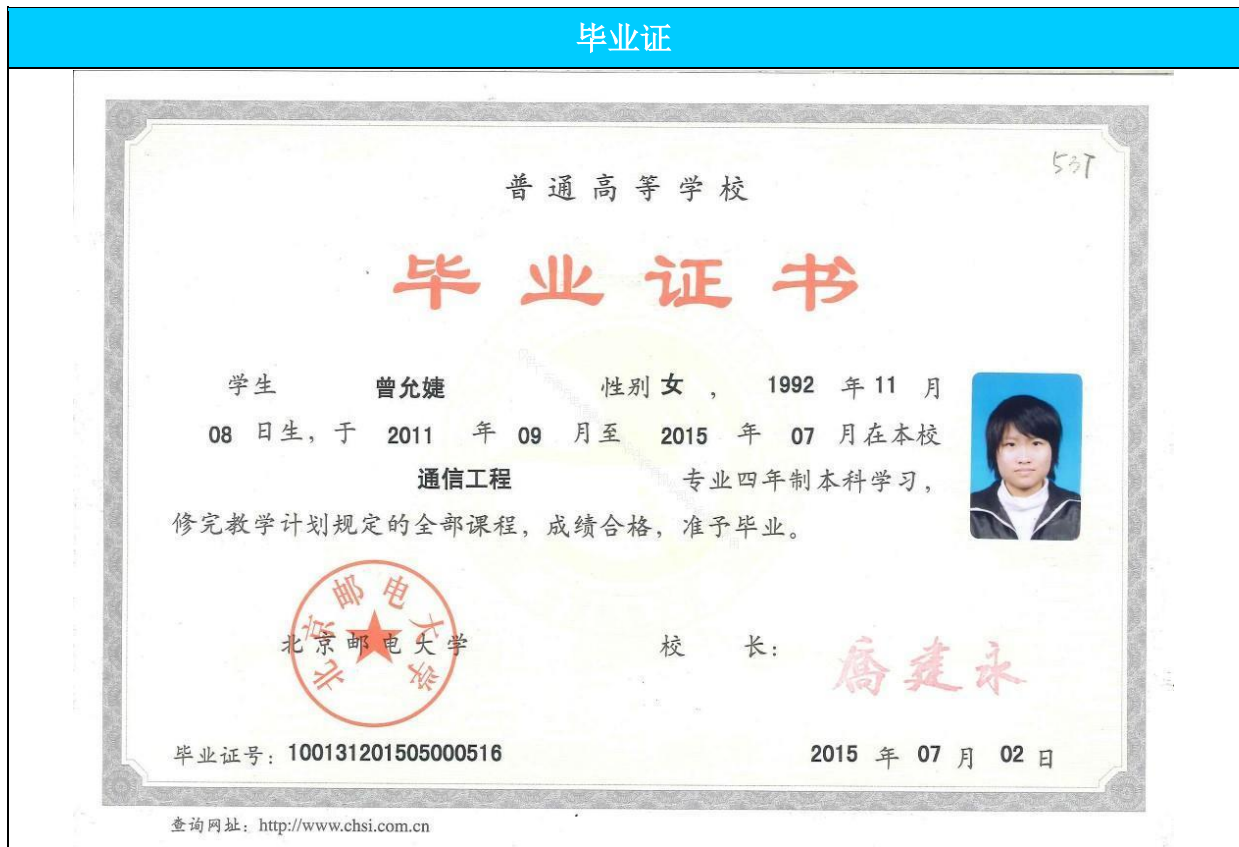 毕业证
537
普通高等学校
毕业证书
学生 曾允婕 性别 女 , 1992 年 11 月
08 日生, 于 2011 年 09 月至 2015 年 07 月在本校
通信工程 专业四年制本科学习,
修完教学计划规定的全部课程, 成绩合格, 准予毕业。
北京邮电大学
北京邮电大学 校 长: 乔建永
毕业证号: 100131201505000516 2015 年 07 月 02 日
查询网址: http://www.chsi.com.cn